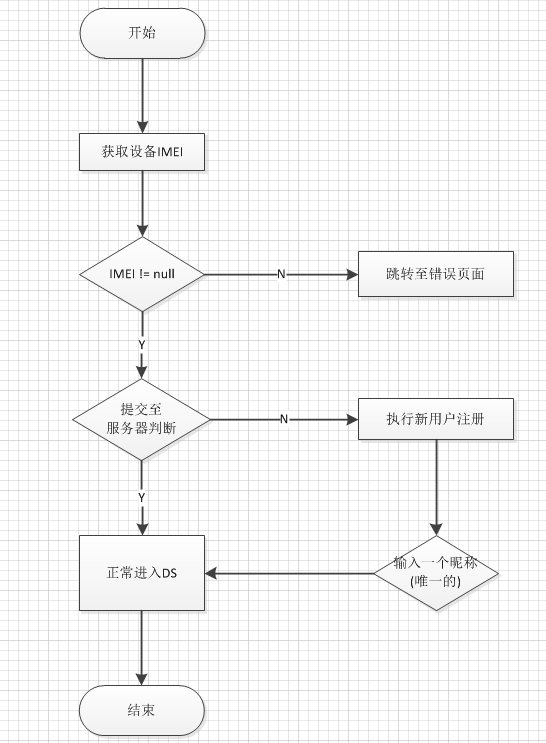 开始
获取设备IMEI
IMEI != null
N
跳转至错误页面
Y
提交至
服务器判断
N
执行新用户注册
Y
正常进入DS
输入一个昵称
(唯一的)
结束